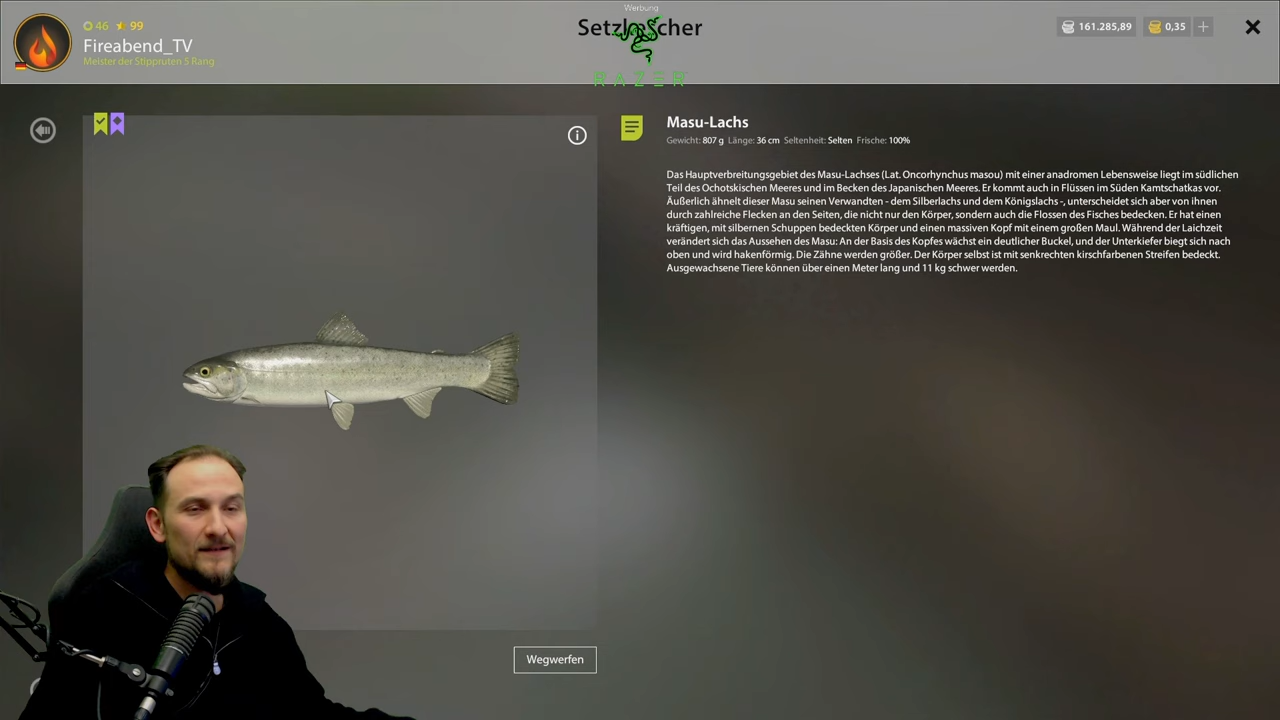 Werbung
46 99
Setzkescher
161.285,89
0,35 +
Fireabend_TV
Meister der Stippruten S Rang
RAZER
Masu-Lachs
Gewicht: 807 g Länge: 36 cm Seltenheit: Selten Frische: 100%
Das Hauptverbreitungsgebiet des Masu-Lachses (Lat. Oncorhynchus masou) mit einer anadromen Lebensweise liegt im südlichen
Teil des Ochotskischen Meeres und im Becken des Japanischen Meeres. Er kommt auch in Flüssen im Süden Kamtschatkas vor.
Äußerlich ähnelt dieser Masu seinen Verwandten - dem Silberlachs und dem Königslachs -, unterscheidet sich aber von ihnen
durch zahlreiche Flecken an den Seiten, die nicht nur den Körper, sondern auch die Flossen des Fisches bedecken. Er hat einen
kräftigen, mit silbernen Schuppen bedeckten Körper und einen massiven Kopf mit einem großen Maul. Während der Laichzeit
verändert sich das Aussehen des Masu: An der Basis des Kopfes wächst ein deutlicher Buckel, und der Unterkiefer biegt sich nach
oben und wird hakenförmig. Die Zähne werden größer. Der Körper selbst ist mit senkrechten kirschfarbenen Streifen bedeckt.
Ausgewachsene Tiere können über einen Meter lang und 11 kg schwer werden.
Wegwerfen